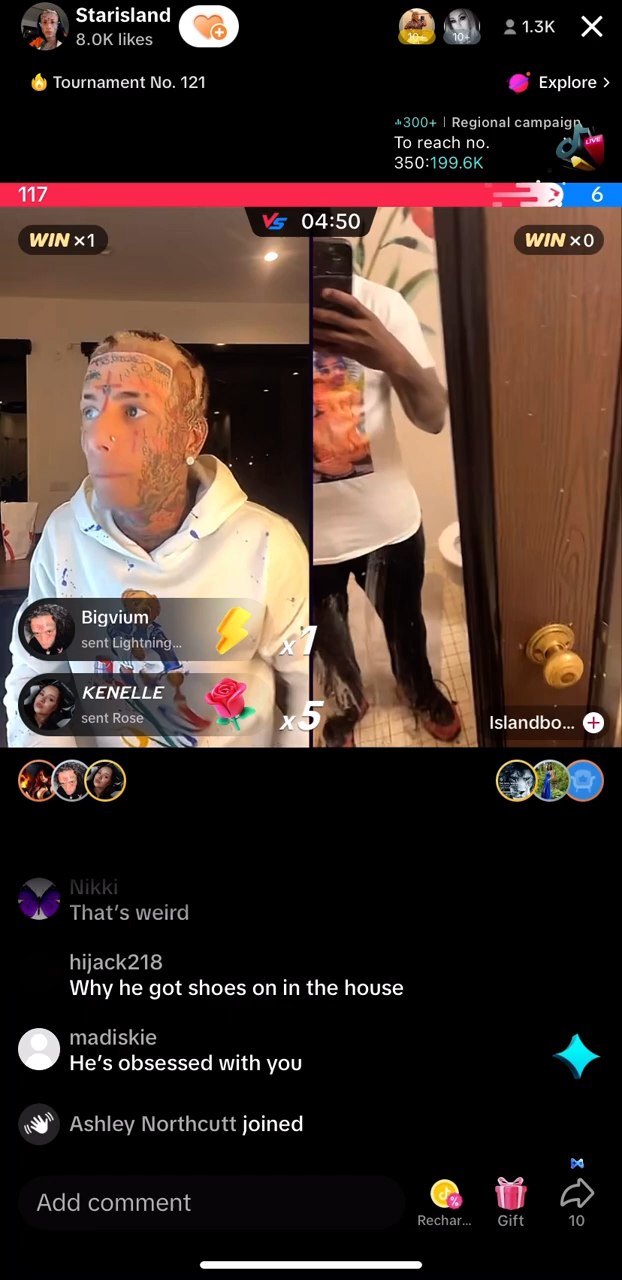 Starisland
8.0K likes
10+
10+
1.3K
Tournament No. 121
Explore >
300+ | Regional campaign
To reach no.
350:199.6K
LIVE
117
6
VS 04:50
WIN ×1
WIN ×0
Bigvium
sent Lightning...
x1
KENELLE
sent Rose
x5
Islandbo...
Nikki
That's weird
hijack218
Why he got shoes on in the house
madiskie
He's obsessed with you
Ashley Northcutt joined
Add comment
Rechar...
Gift
10